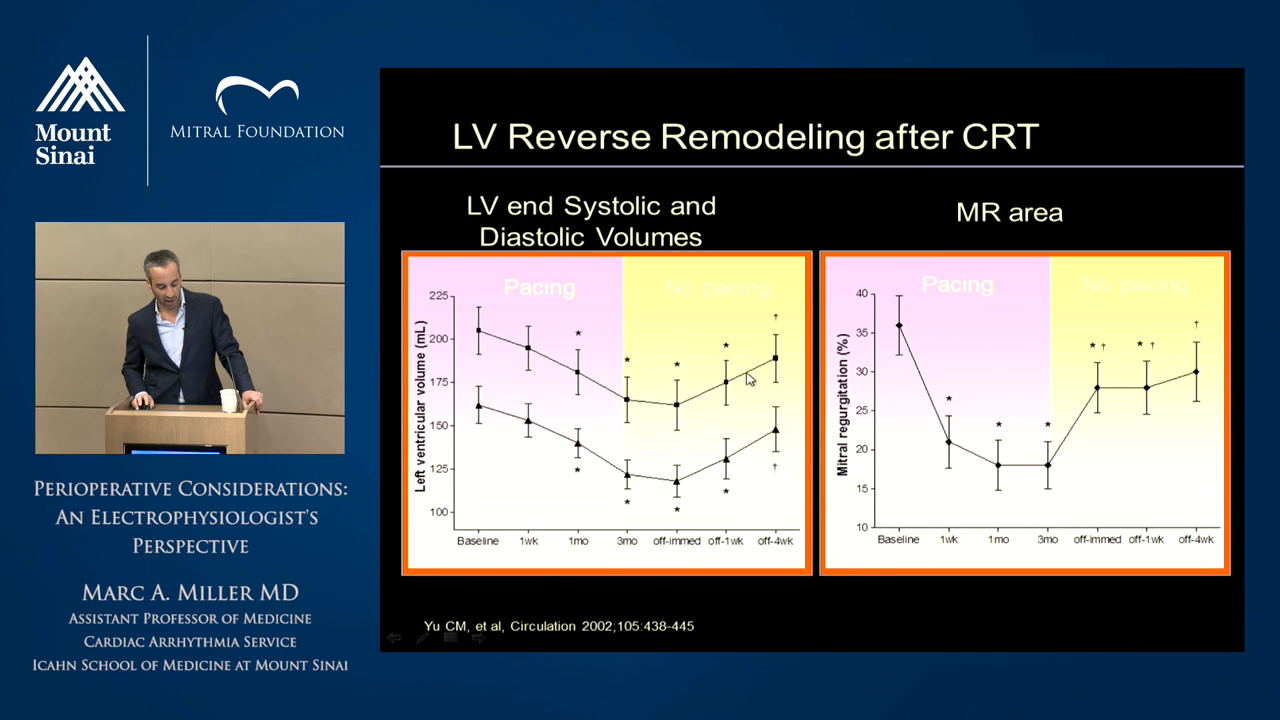 Mount
Sinai
MITRAL FOUNDATION
PERIOPERATIVE CONSIDERATIONS:
AN ELECTROPHYSIOLOGIST'S
PERSPECTIVE
MARC A. MILLER MD
ASSISTANT PROFESSOR OF MEDICINE
CARDIAC ARRHYTHMIA SERVICE
ICAHN SCHOOL OF MEDICINE AT MOUNT SINAI
LV Reverse Remodeling after CRT
LV end Systolic and
Diastolic Volumes
Pacing
No pacing
Left ventricular volume (mL)
225
200
175
150
125
100
Baseline 1wk 1mo 3mo off-immed off-1wk off-4wk
MR area
Pacing
No pacing
Mitral regurgitation (%)
40
35
30
25
20
15
10
Baseline 1wk 1mo 3mo off-immed off-1wk off-4wk
Yu CM, et al, Circulation 2002;105:438-445